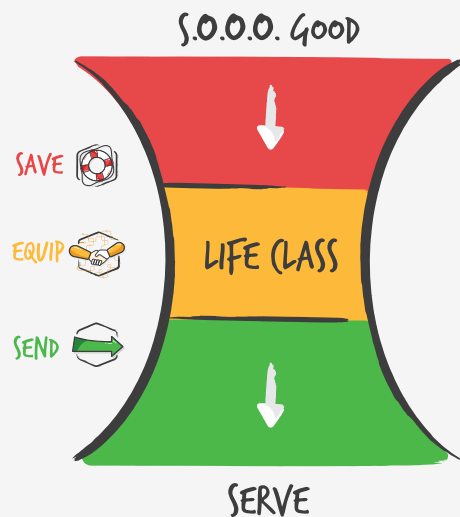 S.O.O.O. GOOD
SAVE
EQUIP
LIFE CLASS
SEND
SERVE